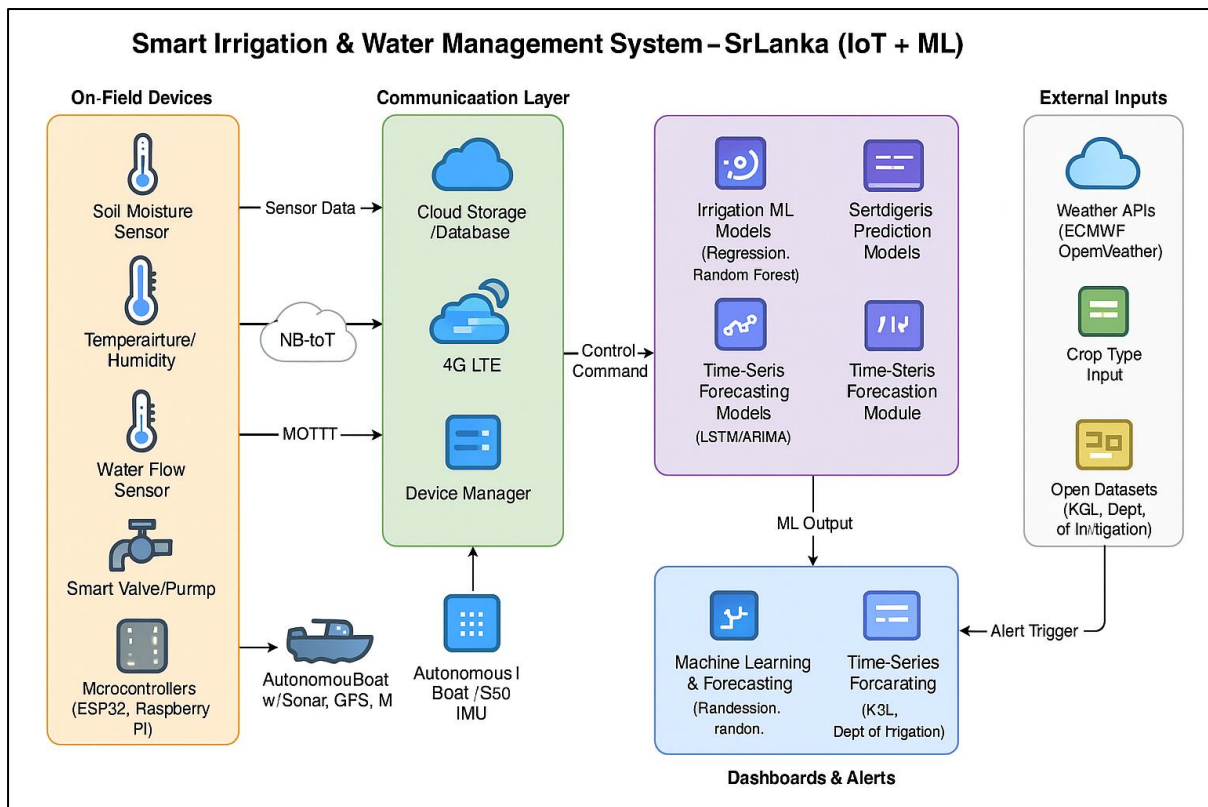 Smart Irrigation & Water Management System – SrLanka (IoT + ML)
On-Field Devices
Soil Moisture
Sensor
Temperairture/
Humidity
Water Flow
Sensor
Smart Valve/Purmp
Mcrocontrollers
(ESP32, Raspberry
PI)
Sensor Data
NB-toT
MOTTT
AutonomouBoat
w/Sonar, GPS, M
Communicaation Layer
Cloud Storage
/Database
4G LTE
Device Manager
Autonomous I
Boat /S50
IMU
Control
Command
Irrigation ML
Models
(Regression.
Random Forest)
Sertdigeris
Prediction
Models
Time-Seris
Forecasting
Models
(LSTM/ARIMA)
Time-Steris
Forecastion
Module
ML Output
Machine Learning
& Forecasting
(Randession.
random.
Time-Series
Forcarating
(K3L,
Dept of Irigation)
Dashboards & Alerts
External Inputs
Weather APIs
(ECMWF
OpemVeather)
Crop Type
Input
Open Datasets
(KGL, Dept,
of In/tigation)
Alert Trigger